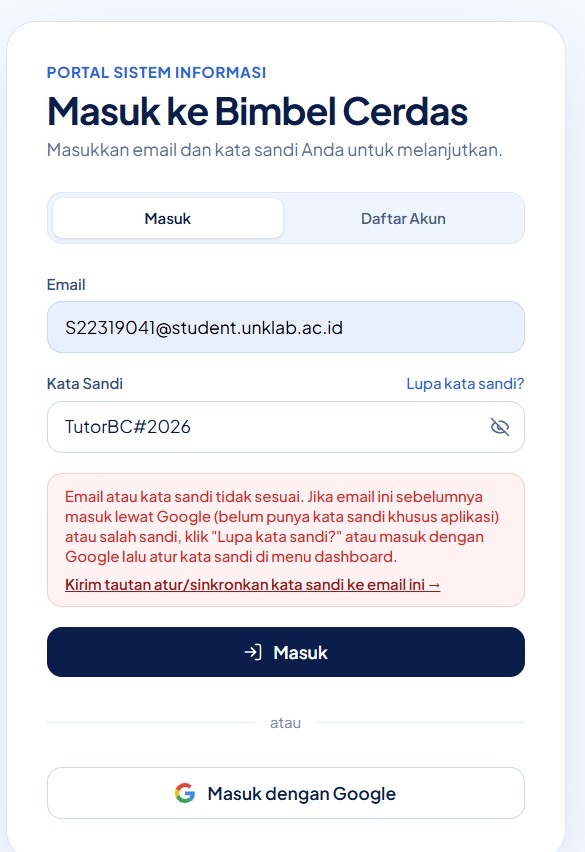 PORTAL SISTEM INFORMASI
Masuk ke Bimbel Cerdas
Masukkan email dan kata sandi Anda untuk melanjutkan.
Masuk
Daftar Akun
Email
S22319041@student.unklab.ac.id
Kata Sandi
Lupa kata sandi?
TutorBC#2026
Email atau kata sandi tidak sesuai. Jika email ini sebelumnya
masuk lewat Google (belum punya kata sandi khusus aplikasi)
atau salah sandi, klik "Lupa kata sandi?" atau masuk dengan
Google lalu atur kata sandi di menu dashboard.
Kirim tautan atur/sinkronkan kata sandi ke email ini →
Masuk
atau
Masuk dengan Google